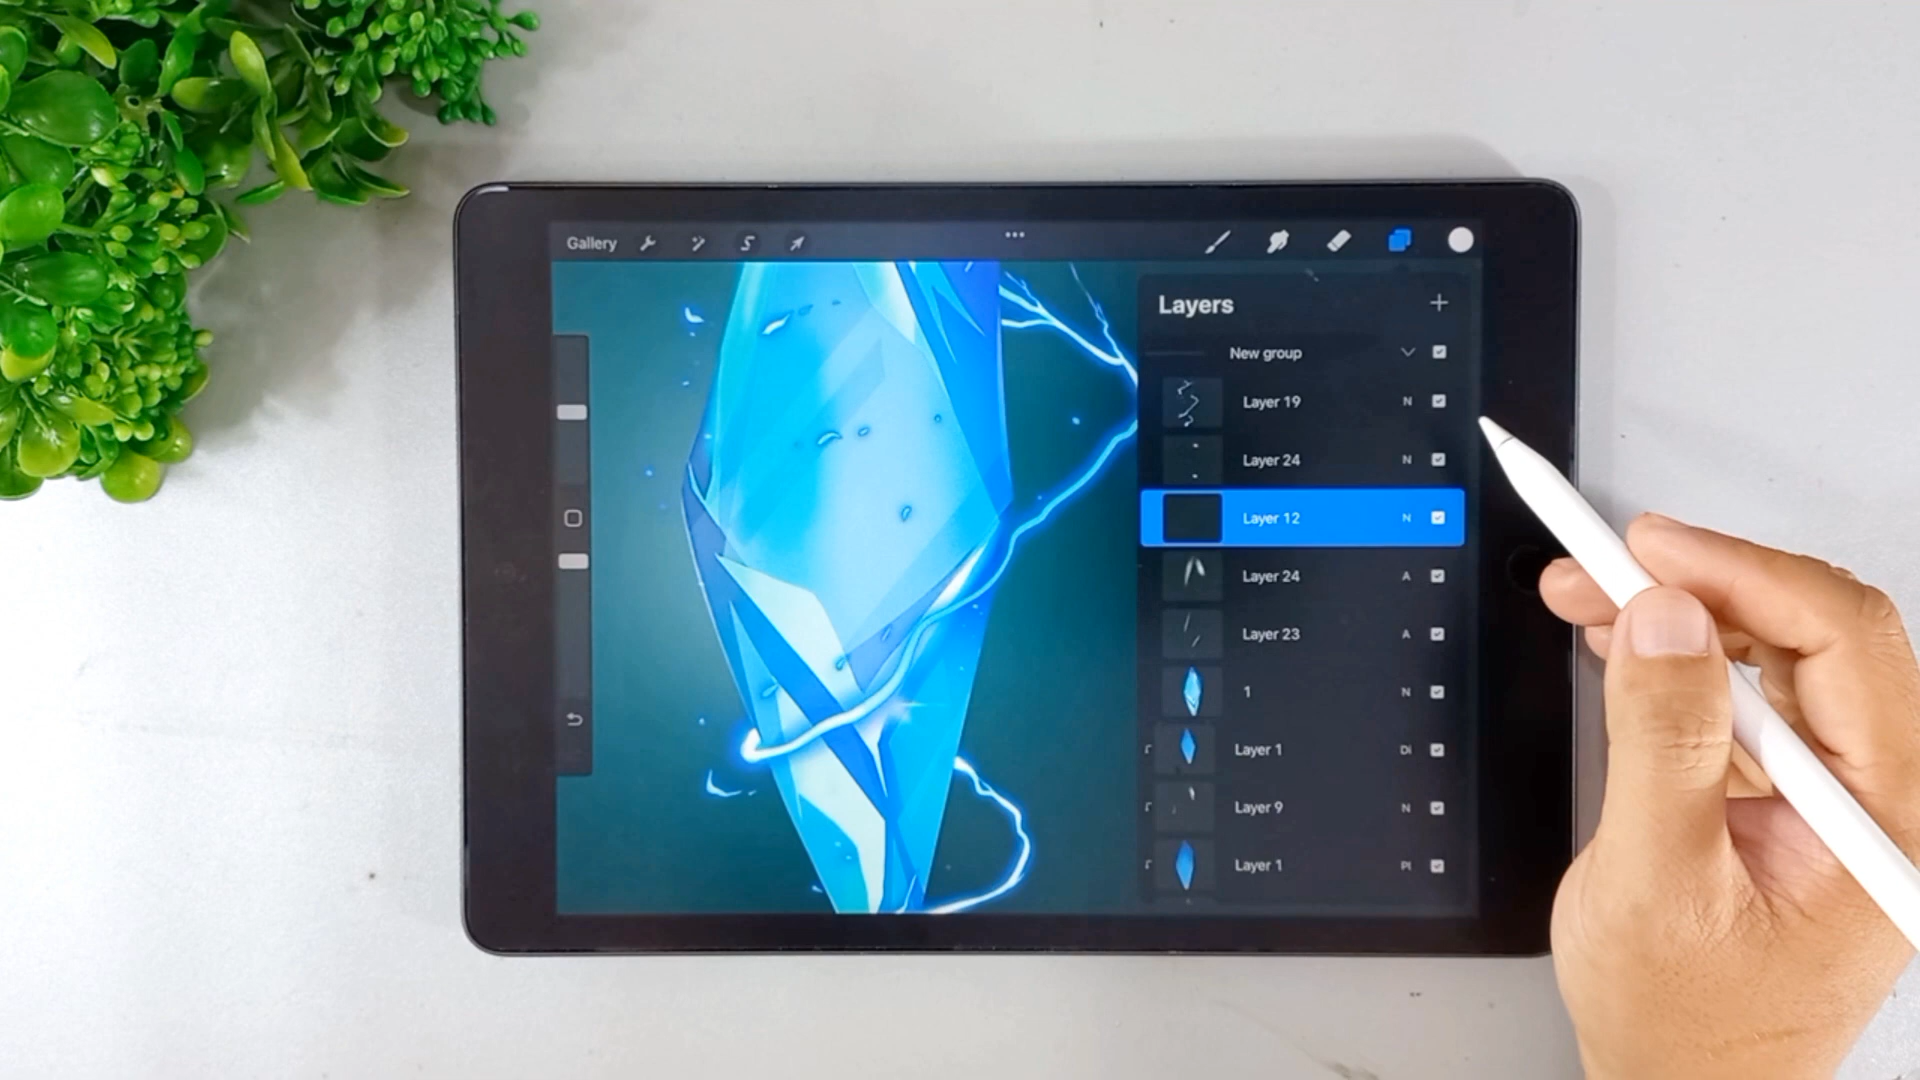 Gallery
Layers
New group
Layer 19 N
Layer 24 N
Layer 12 N
Layer 24 A
Layer 23 A
1 N
Layer 1 Di
Layer 9 N
Layer 1 Pl